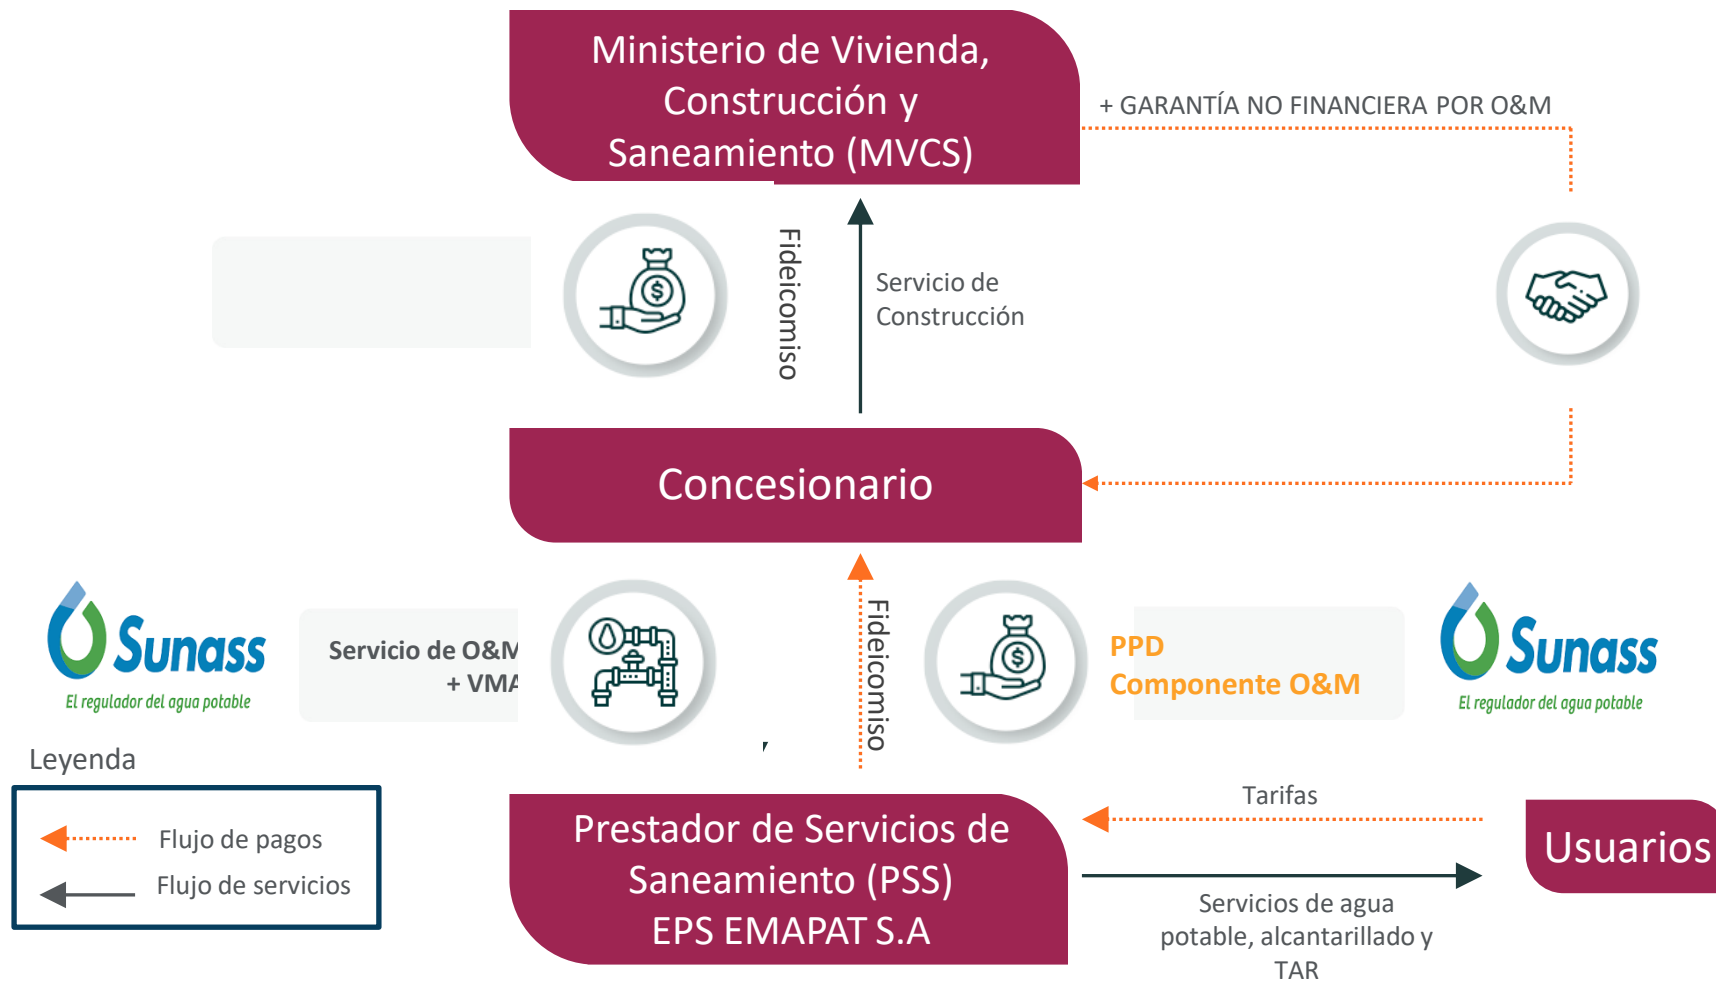 Ministerio de Vivienda,
Construcción y
Saneamiento (MVCS)
+ GARANTÍA NO FINANCIERA POR O&M
Fideicomiso
Servicio de
Construcción
Concesionario
Sunass
El regulador del agua potable
Servicio de O&M
+ VMA
Fideicomiso
PPD
Componente O&M
Sunass
El regulador del agua potable
Leyenda
Flujo de pagos
Flujo de servicios
Prestador de Servicios de
Saneamiento (PSS)
EPS EMAPAT S.A
Tarifas
Usuarios
Servicios de agua
potable, alcantarillado y
TAR